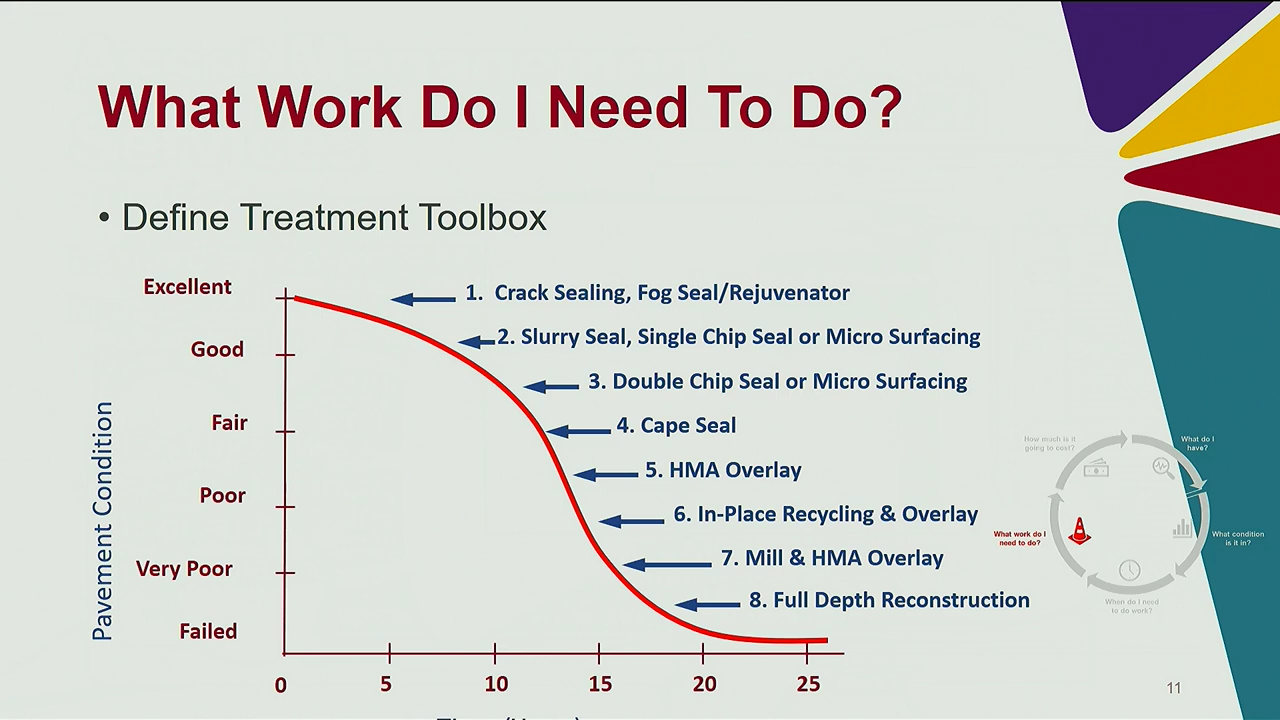 What Work Do I Need To Do?
• Define Treatment Toolbox
Excellent
Good
Fair
Poor
Very Poor
Failed
Pavement Condition
1. Crack Sealing, Fog Seal/Rejuvenator
2. Slurry Seal, Single Chip Seal or Micro Surfacing
3. Double Chip Seal or Micro Surfacing
4. Cape Seal
5. HMA Overlay
6. In-Place Recycling & Overlay
7. Mill & HMA Overlay
8. Full Depth Reconstruction
0 5 10 15 20 25
How much is it
going to cost?
What do I
have?
What work do I
need to do?
What condition
is it in?
When do I need
to do work?
11